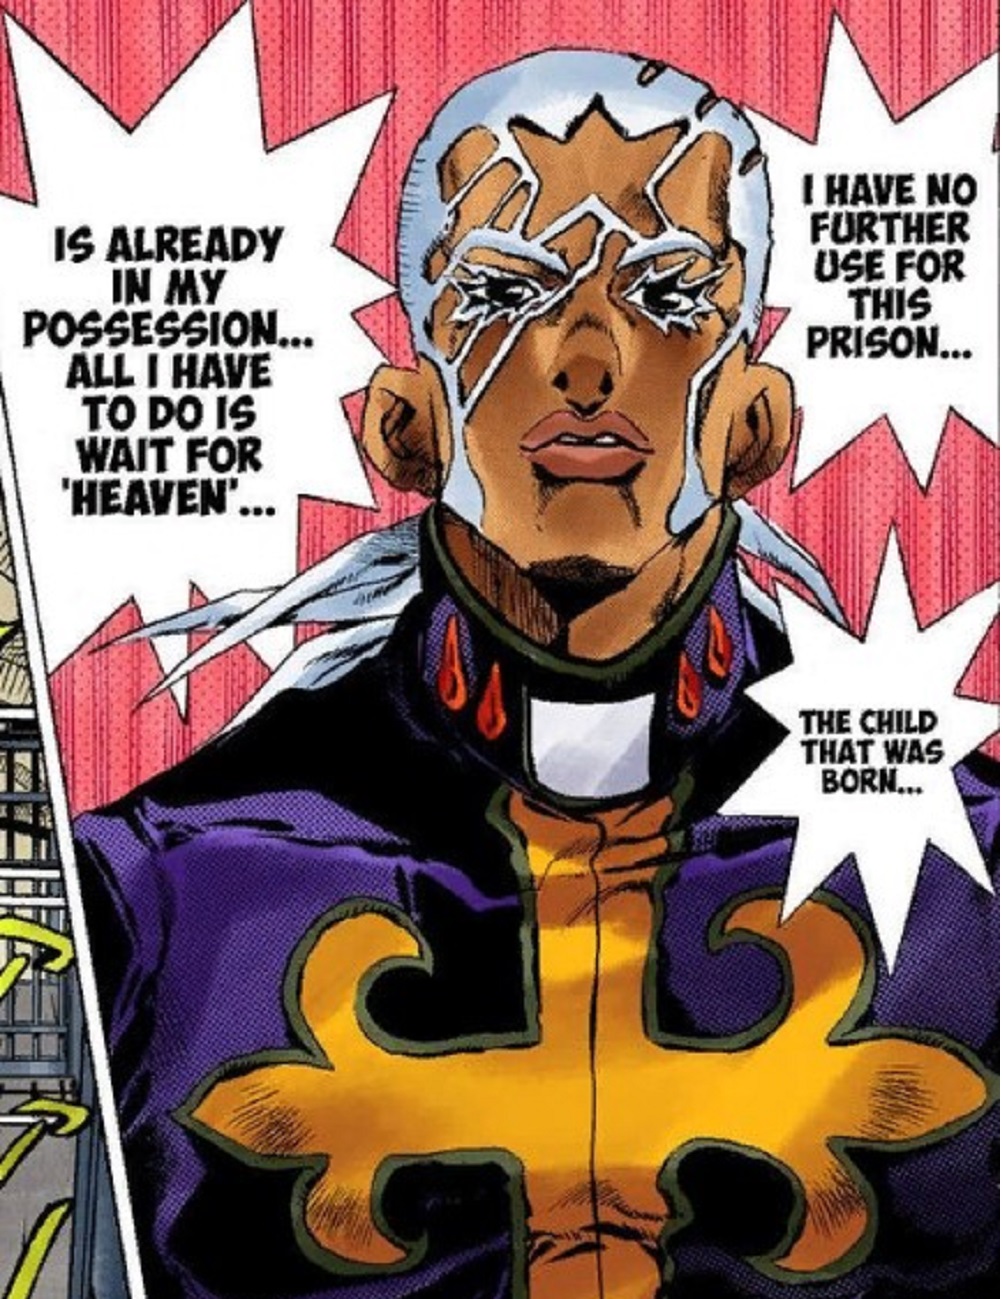 I HAVE NO
FURTHER
USE FOR
THIS
PRISON...
THE CHILD
THAT WAS
BORN...
IS ALREADY
IN MY
POSSESSION...
ALL I HAVE
TO DO IS
WAIT FOR
'HEAVEN'...